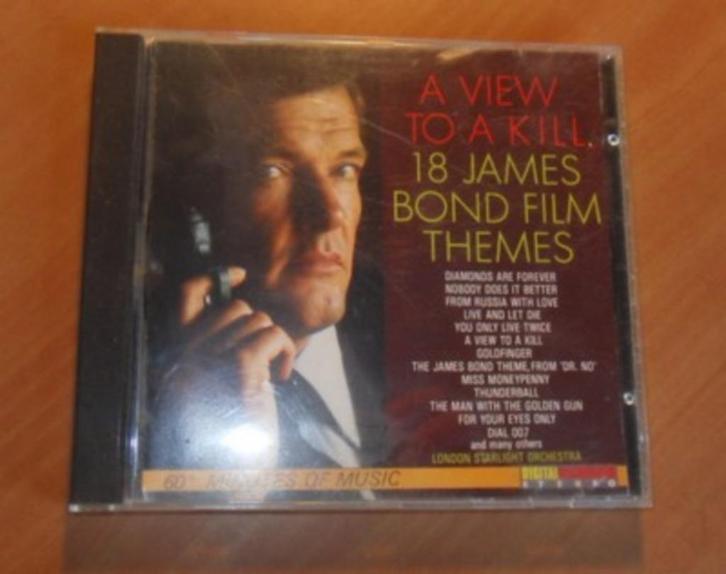 A VIEW
TO A KILL.
18 JAMES
BOND FILM
THEMES
DIAMONDS ARE FOREVER
NOBODY DOES IT BETTER
FROM RUSSIA WITH LOVE
LIVE AND LET DIE
YOU ONLY LIVE TWICE
A VIEW TO A KILL
GOLDFINGER
THE JAMES BOND THEME, FROM 'DR. NO'
MISS MONEYPENNY
THUNDERBALL
THE MAN WITH THE GOLDEN GUN
FOR YOUR EYES ONLY
DIAL 007
and many others
LONDON STARLIGHT ORCHESTRA
MINUTES OF MUSIC
DIGITAL
STEREO